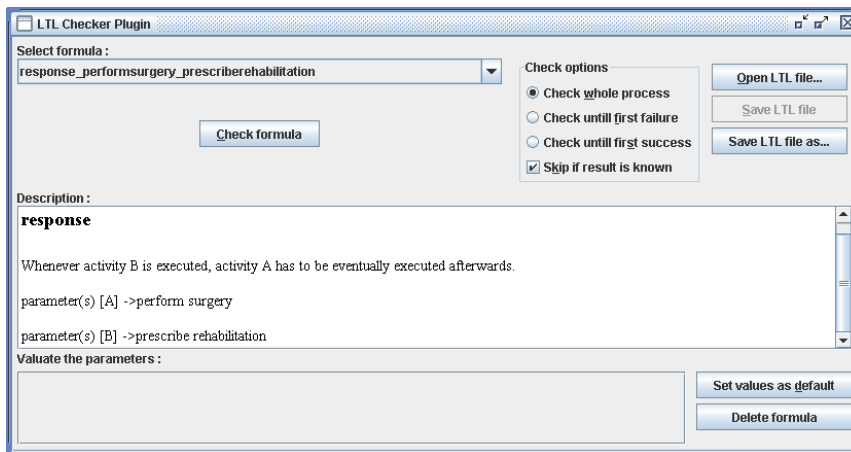 LTL Checker Plugin
Select formula :
response_performsurgery_prescriberehabilitation
Check formula
Check options
Check whole process
Check untill first failure
Check untill first success
Skip if result is known
Open LTL file...
Save LTL file
Save LTL file as...
Description :
response
Whenever activity B is executed, activity A has to be eventually executed afterwards.
parameter(s) [A] ->perform surgery
parameter(s) [B] ->prescribe rehabilitation
Valuate the parameters :
Set values as default
Delete formula